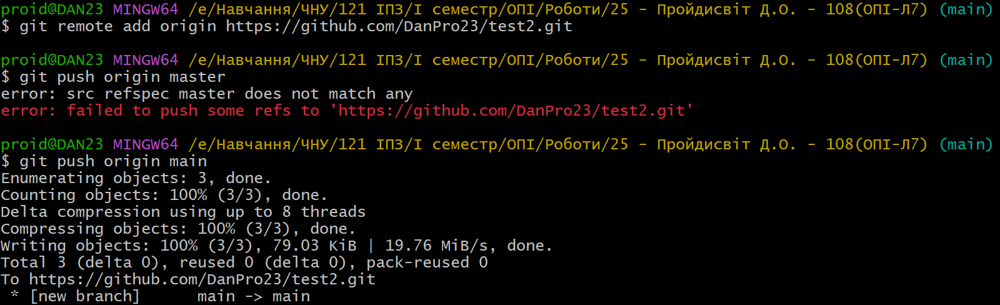 proid@DAN23 MINGW64 /e/Навчання/ЧНУ/121 ІПЗ/І семестр/ОПІ/Роботи/25 - Пройдисвіт Д.О. - 108(ОПІ-Л7) (main)
$ git remote add origin https://github.com/DanPro23/test2.git
proid@DAN23 MINGW64 /e/Навчання/ЧНУ/121 ІПЗ/І семестр/ОПІ/Роботи/25 - Пройдисвіт Д.О. - 108(ОПІ-Л7) (main)
$ git push origin master
error: src refspec master does not match any
error: failed to push some refs to 'https://github.com/DanPro23/test2.git'
proid@DAN23 MINGW64 /e/Навчання/ЧНУ/121 ІПЗ/І семестр/ОПІ/Роботи/25 - Пройдисвіт Д.О. - 108(ОПІ-Л7) (main)
$ git push origin main
Enumerating objects: 3, done.
Counting objects: 100% (3/3), done.
Delta compression using up to 8 threads
Compressing objects: 100% (3/3), done.
Writing objects: 100% (3/3), 79.03 KiB | 19.76 MiB/s, done.
Total 3 (delta 0), reused 0 (delta 0), pack-reused 0
To https://github.com/DanPro23/test2.git
 * [new branch]      main -> main